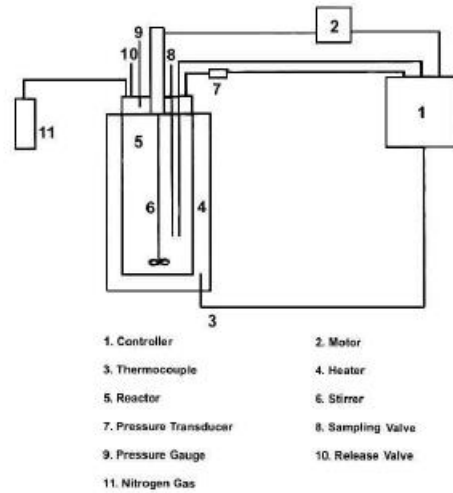 9
2
10
8
7
1
11
5
6
4
3
1. Controller
2. Motor
3. Thermocouple
4. Heater
5. Reactor
6. Stirrer
7. Pressure Transducer
8. Sampling Valve
9. Pressure Gauge
10. Release Valve
11. Nitrogen Gas